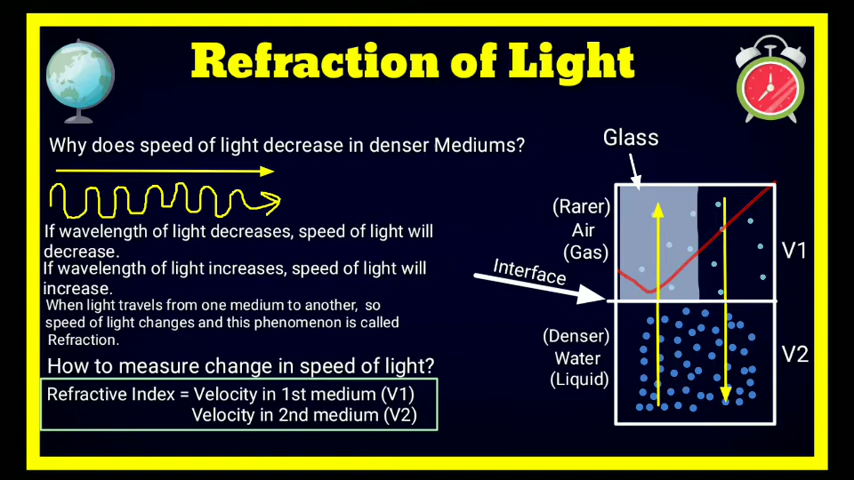 Refraction of Light
Why does speed of light decrease in denser Mediums?
If wavelength of light decreases, speed of light will
decrease.
If wavelength of light increases, speed of light will
increase.
When light travels from one medium to another, so
speed of light changes and this phenomenon is called
Refraction.
How to measure change in speed of light?
Refractive Index = Velocity in 1st medium (V1)
Velocity in 2nd medium (V2)
Glass
(Rarer)
Air
(Gas)
V1
Interface
(Denser)
Water
(Liquid)
V2